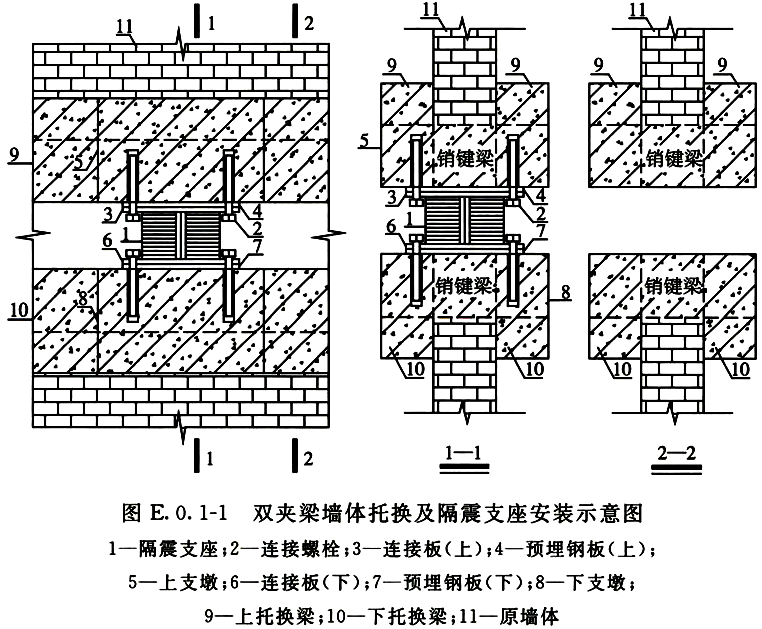 11 1 2
9 5 3 1 6 4 2 7
10 8
1 2
11
9 9
5 销键梁
3 4
1 2
6 7
销键梁 8
10 10
1—1
11
9 9
销键梁
销键梁
10 10
2—2
图 E.0.1-1 双夹梁墙体托换及隔震支座安装示意图
1—隔震支座;2—连接螺栓;3—连接板(上);4—预埋钢板(上);
5—上支墩;6—连接板(下);7—预埋钢板(下);8—下支墩;
9—上托换梁;10—下托换梁;11—原墙体